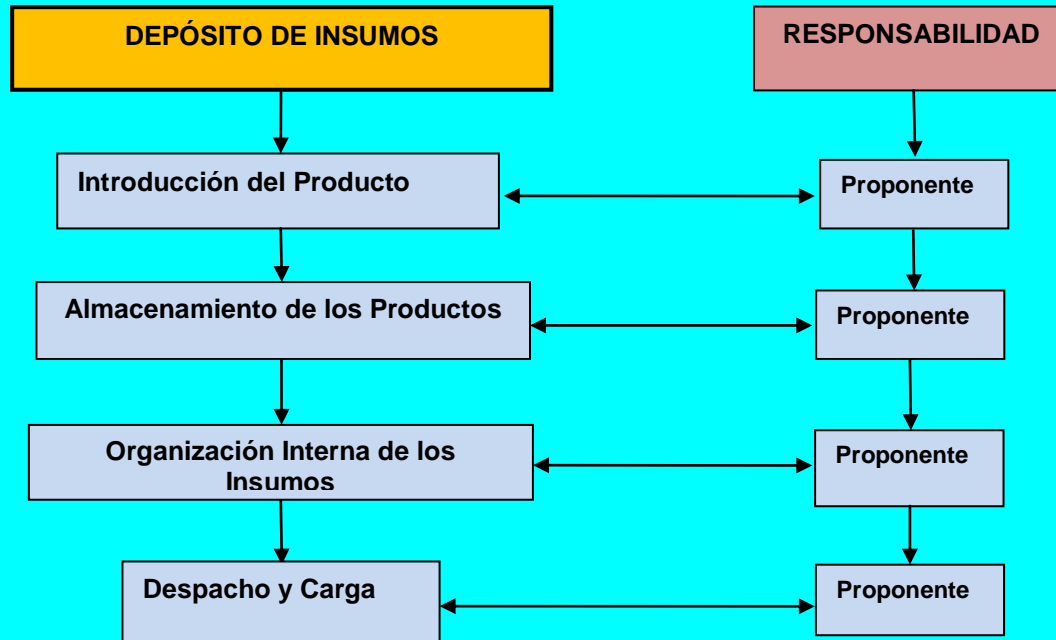 DEPÓSITO DE INSUMOS
RESPONSABILIDAD
Introducción del Producto
Proponente
Almacenamiento de los Productos
Proponente
Organización Interna de los
Insumos
Proponente
Despacho y Carga
Proponente